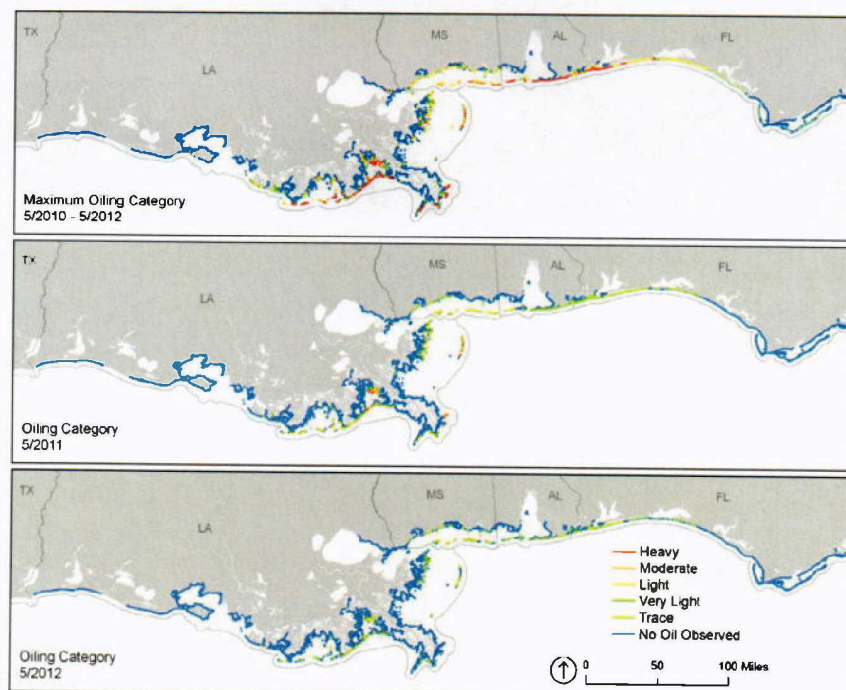 TX
LA
MS
AL
FL
Maximum Oiling Category
5/2010 - 5/2012
TX
LA
MS
AL
FL
Oiling Category
5/2011
TX
LA
MS
AL
FL
Heavy
Moderate
Light
Very Light
Trace
No Oil Observed
Oiling Category
5/2012
0 50 100 Miles